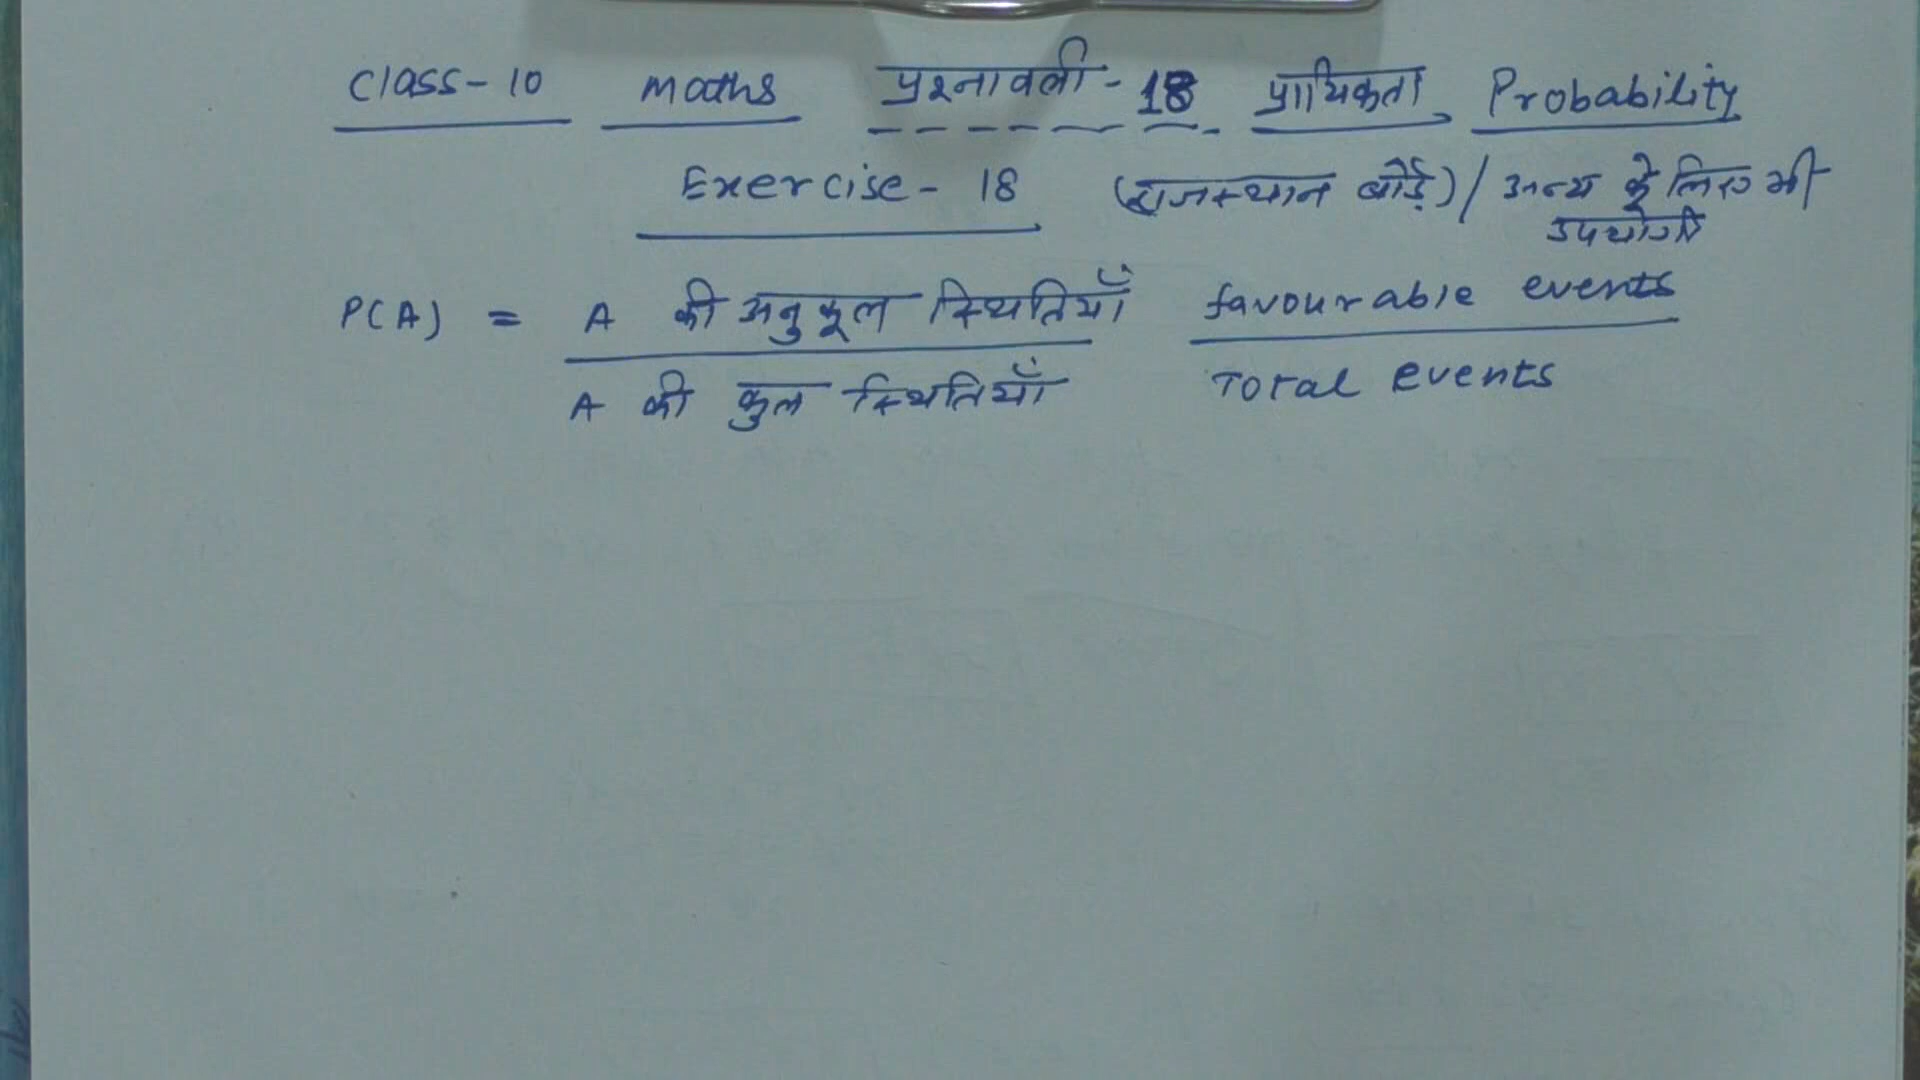 Class-10 maths प्रश्नावली-18 प्रायिकता Probability
Exercise-18 (राजस्थान बोर्ड)/ अन्य के लिए भी
उपयोगी
P(A) = A की अनुकूल स्थितियाँ favourable events
A की कुल स्थितियाँ Total events